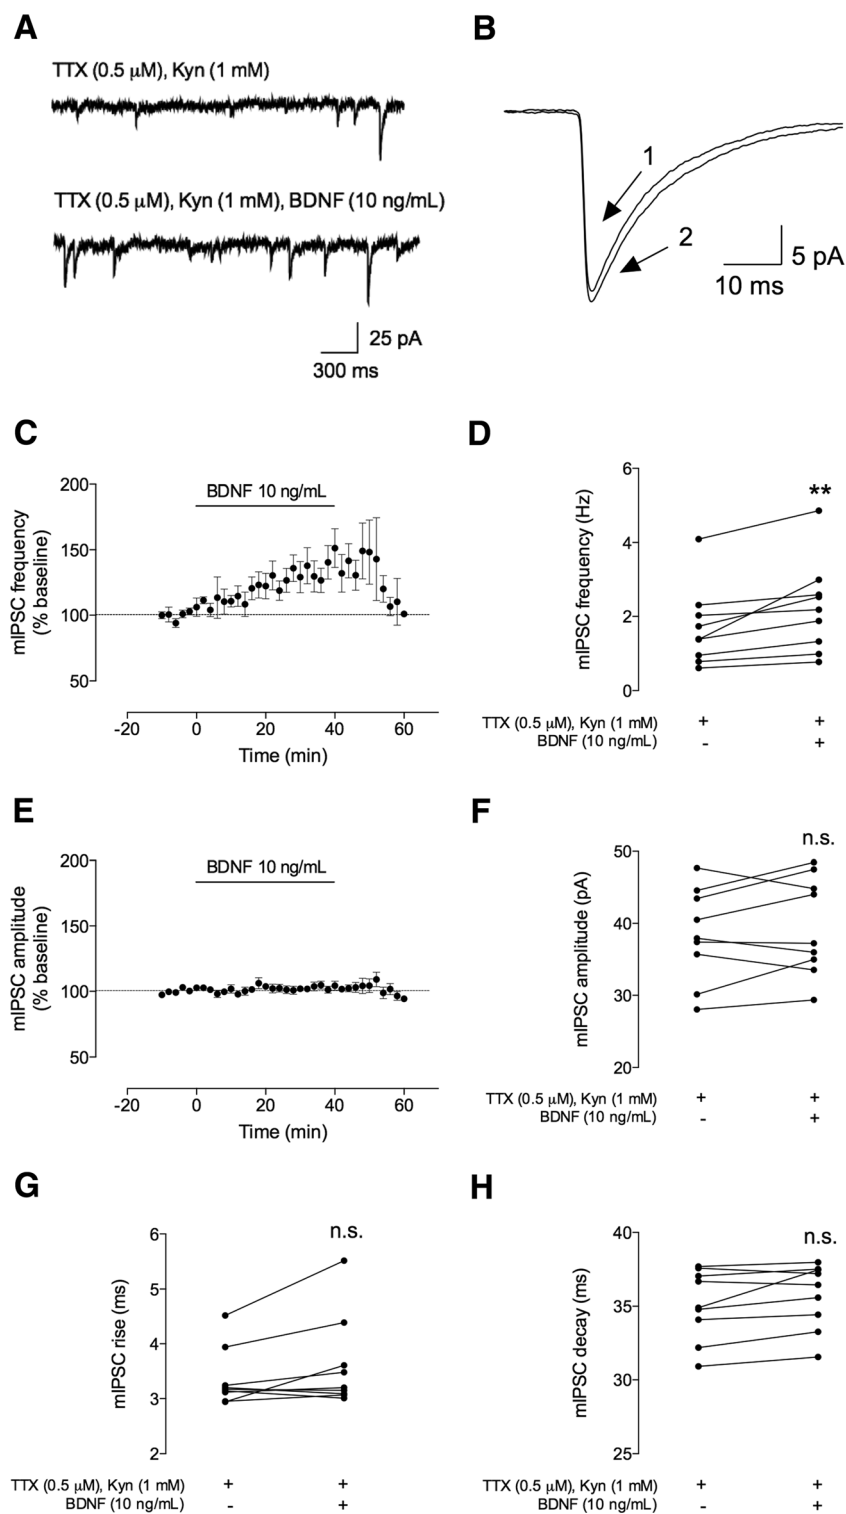 A
TTX (0.5 μM), Kyn (1 mM)
TTX (0.5 μM), Kyn (1 mM), BDNF (10 ng/mL)
25 pA
300 ms
B
1
2
5 pA
10 ms
C
mIPSC frequency
(% baseline)
200
150
100
50
BDNF 10 ng/mL
-20
0
20
40
60
Time (min)
D
mIPSC frequency (Hz)
6
4
2
0
**
TTX (0.5 μM), Kyn (1 mM) + +
BDNF (10 ng/mL) - +
E
mIPSC amplitude
(% baseline)
200
150
100
50
BDNF 10 ng/mL
-20
0
20
40
60
Time (min)
F
mIPSC amplitude (pA)
50
40
30
20
n.s.
TTX (0.5 μM), Kyn (1 mM) + +
BDNF (10 ng/mL) - +
G
mIPSC rise (ms)
6
5
4
3
2
n.s.
TTX (0.5 μM), Kyn (1 mM) + +
BDNF (10 ng/mL) - +
H
mIPSC decay (ms)
40
35
30
25
n.s.
TTX (0.5 μM), Kyn (1 mM) + +
BDNF (10 ng/mL) - +